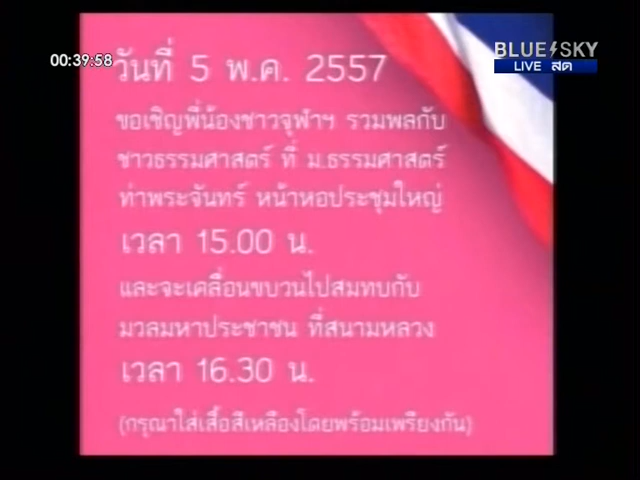 00:39:58
BLUE SKY
LIVE สด
วันที่ 5 พ.ค. 2557
ขอเชิญพี่น้องชาวจุฬาฯ รวมพลกับ
ชาวธรรมศาสตร์ ที่ ม.ธรรมศาสตร์
ท่าพระจันทร์ หน้าหอประชุมใหญ่
เวลา 15.00 น.
และจะเคลื่อนขบวนไปสมทบกับ
มวลมหาประชาชน ที่สนามหลวง
เวลา 16.30 น.
(กรุณาใส่เสื้อสีเหลืองโดยพร้อมเพรียงกัน)